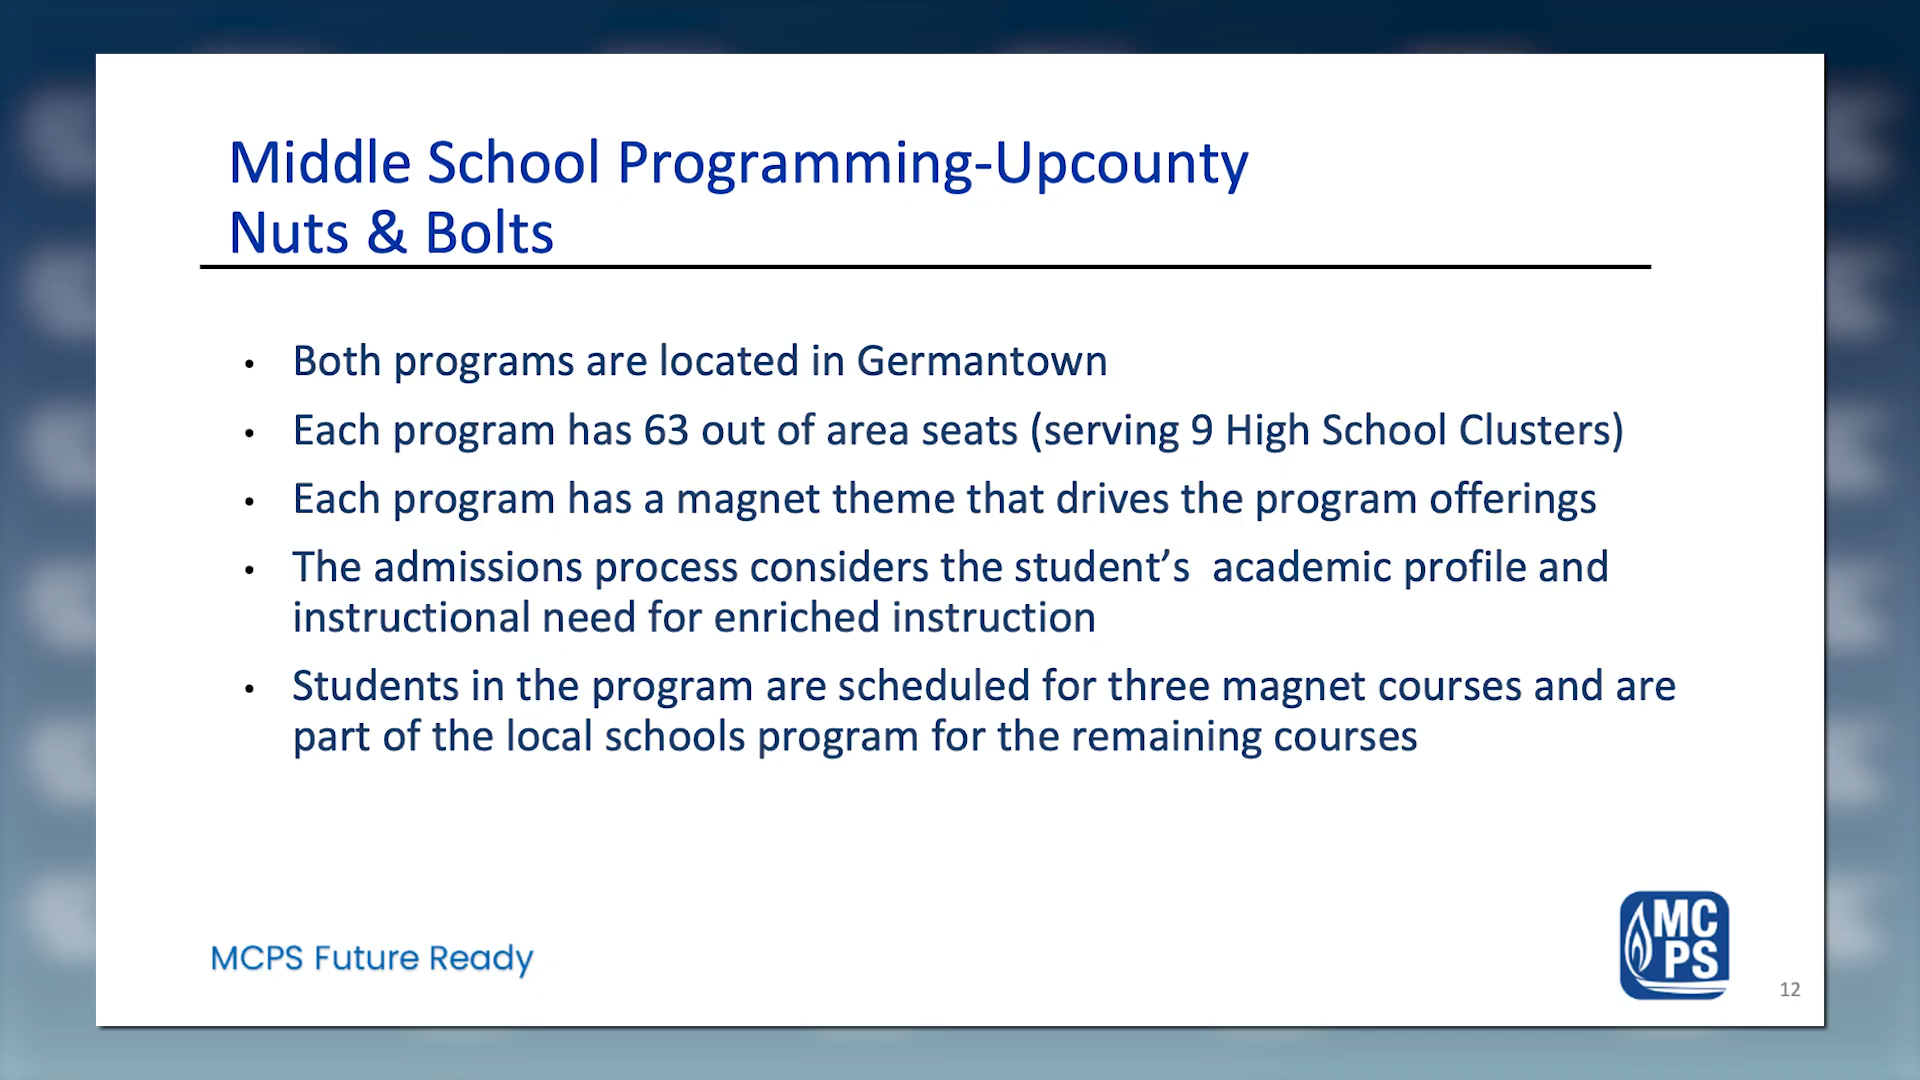 Middle School Programming-Upcounty
Nuts & Bolts
• Both programs are located in Germantown
• Each program has 63 out of area seats (serving 9 High School Clusters)
• Each program has a magnet theme that drives the program offerings
• The admissions process considers the student’s  academic profile and
instructional need for enriched instruction
• Students in the program are scheduled for three magnet courses and are
part of the local schools program for the remaining courses
MCPS Future Ready
MC
PS
12